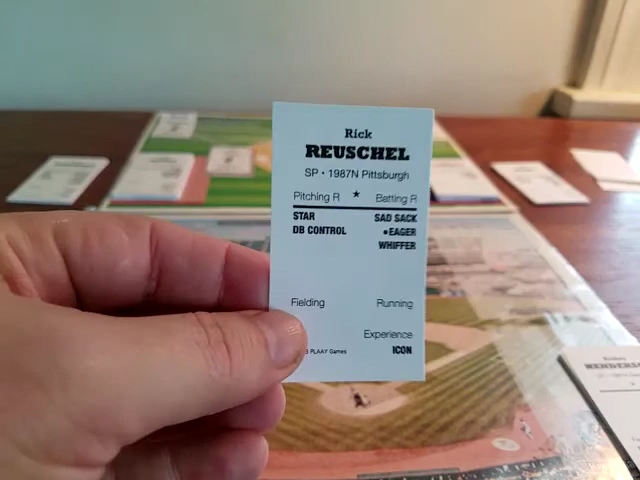 Rick
REUSCHEL
SP • 1987N Pittsburgh
Pitching R ★ Batting R
STAR SAD SACK
DB CONTROL •EAGER
WHIFFER
Fielding Running
Experience
PLAAY Games ICON